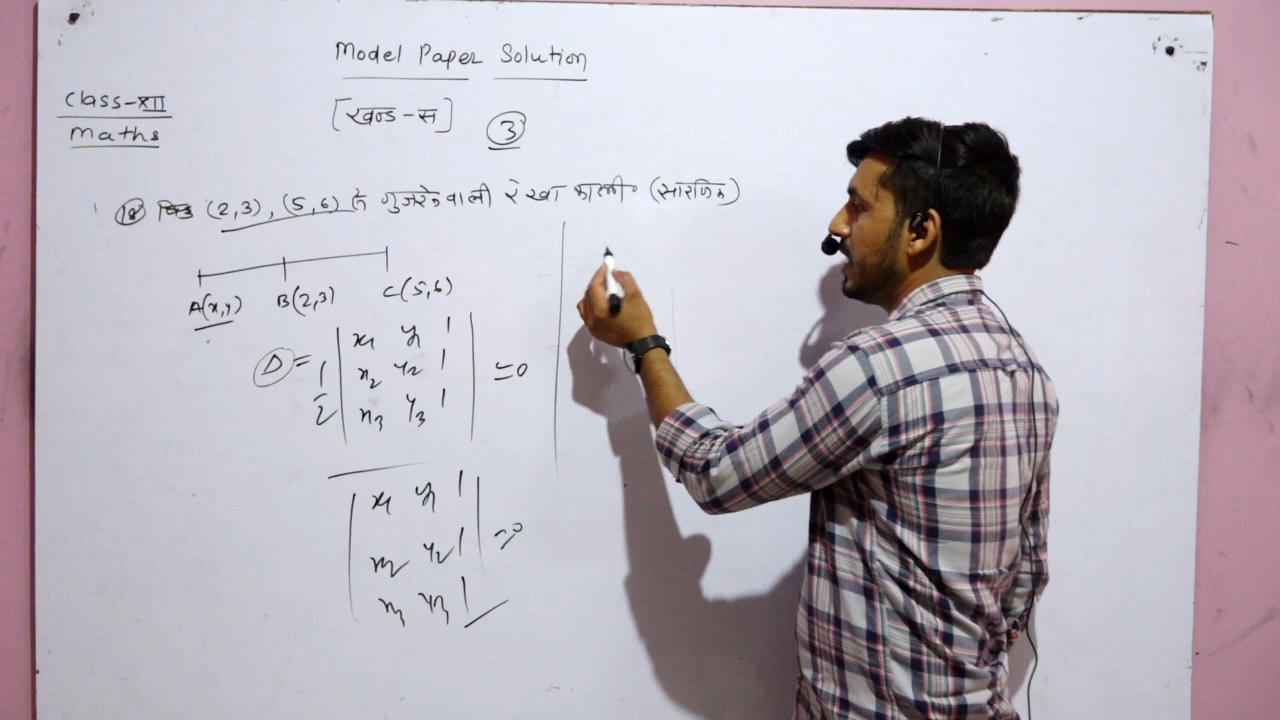 Model Paper Solution
Class-XII
Maths
[खण्ड-स]
3
(2,3), (5,6) से गुजरने वाली रेखा का समी० (सारणिक)
A(x,y) B(2,3) C(5,6)
Δ = 1/2 | x₁ y₁ 1 | = 0
x₂ y₂ 1
x₃ y₃ 1
x₁ y₁ 1
x₂ y₂ 1 = 0
x₃ y₃ 1